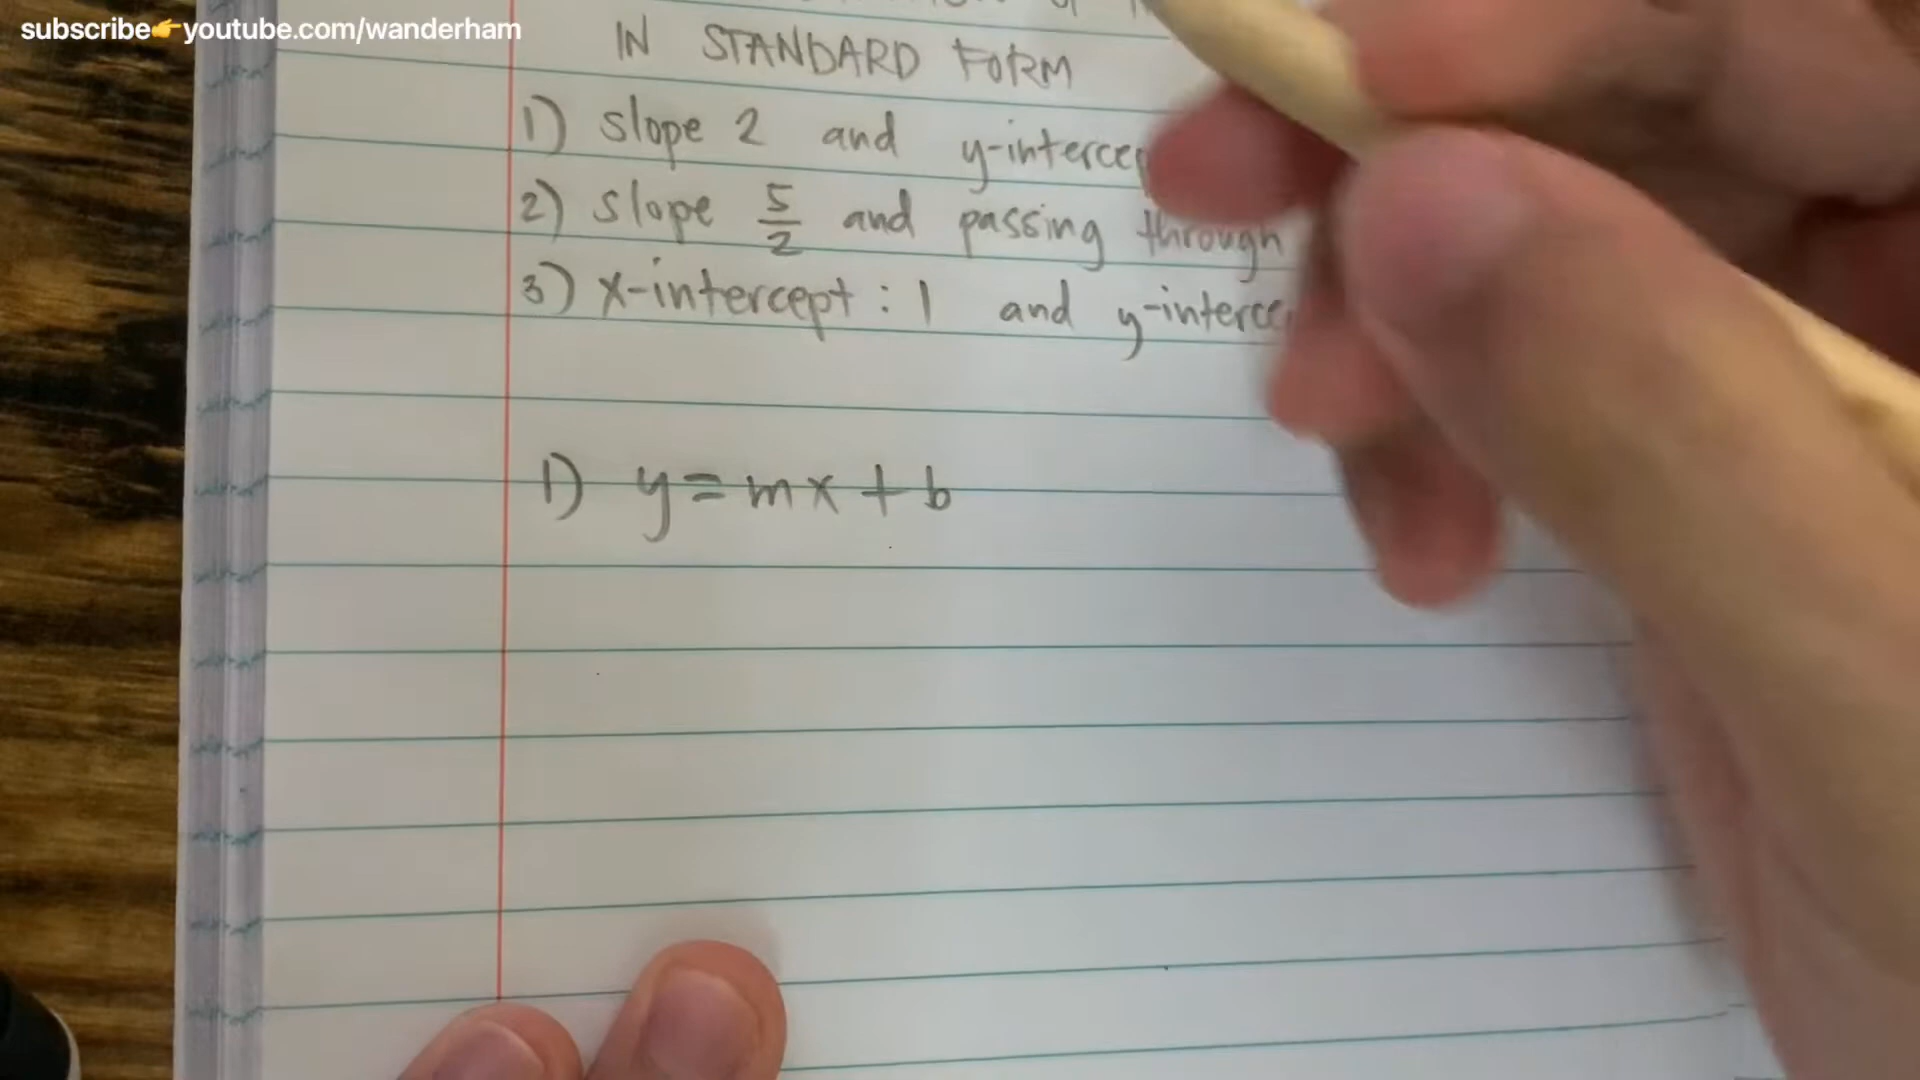 subscribe👉youtube.com/wanderham
IN STANDARD FORM
1) slope 2 and
2) slope 5/2 and passing through
3) x-intercept : 1 and
1) y = mx + b